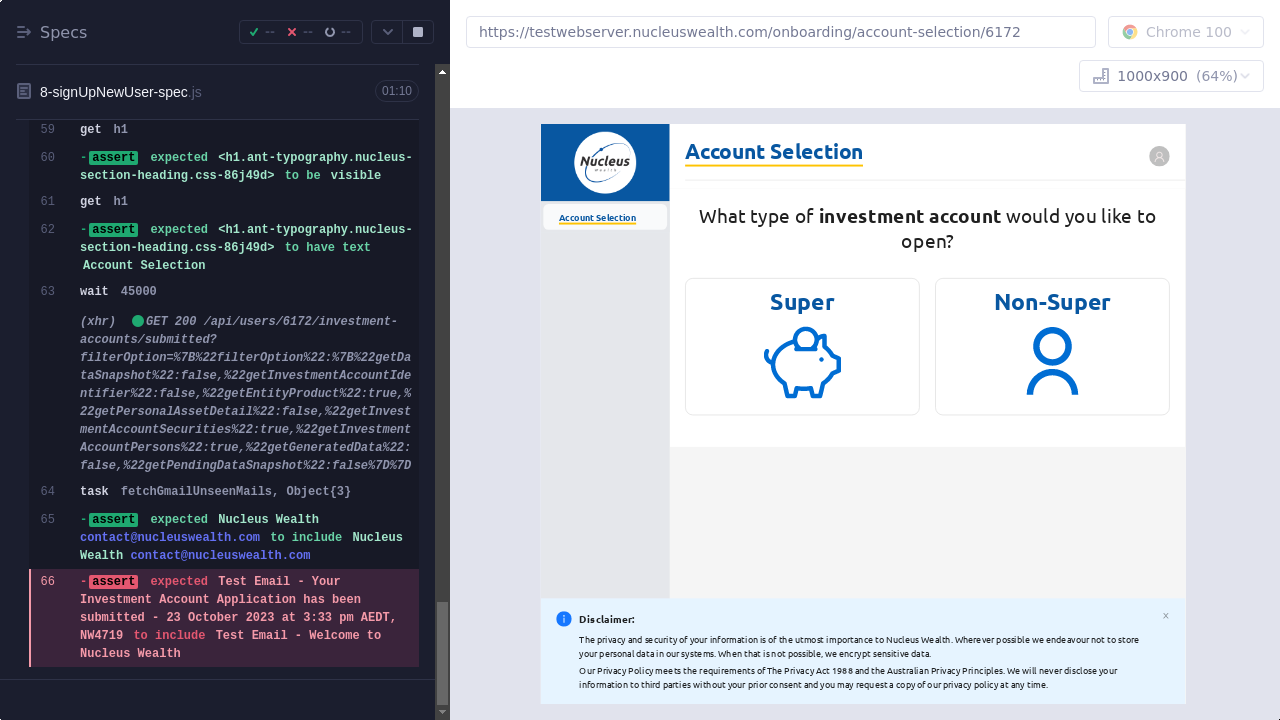 Specs
--
--
--
8-signUpNewUser-spec.js
01:10
59 get h1
60 -assert expected <h1.ant-typography.nucleus-
section-heading.css-86j49d> to be visible
61 get h1
62 -assert expected <h1.ant-typography.nucleus-
section-heading.css-86j49d> to have text
Account Selection
63 wait 45000
(xhr) GET 200 /api/users/6172/investment-
accounts/submitted?
filterOption=%7B%22filterOption%22:%7B%22getDa
taSnapshot%22:false,%22getInvestmentAccountIde
ntifier%22:false,%22getEntityProduct%22:true,%
22getPersonalAssetDetail%22:false,%22getInvest
mentAccountSecurities%22:true,%22getInvestment
AccountPersons%22:true,%22getGeneratedData%22:
false,%22getPendingDataSnapshot%22:false%7D%7D
64 task fetchGmailUnseenMails, Object{3}
65 -assert expected Nucleus Wealth
contact@nucleuswealth.com to include Nucleus
Wealth contact@nucleuswealth.com
66 -assert expected Test Email - Your
Investment Account Application has been
submitted - 23 October 2023 at 3:33 pm AEDT,
NW4719 to include Test Email - Welcome to
Nucleus Wealth
https://testwebserver.nucleuswealth.com/onboarding/account-selection/6172
Chrome 100
1000x900 (64%)
Nucleus
Wealth
Account Selection
Account Selection
What type of investment account would you like to
open?
Super
Non-Super
Disclaimer:
The privacy and security of your information is of the utmost importance to Nucleus Wealth. Wherever possible we endeavour not to store
your personal data in our systems. When that is not possible, we encrypt sensitive data.
Our Privacy Policy meets the requirements of The Privacy Act 1988 and the Australian Privacy Principles. We will never disclose your
information to third parties without your prior consent and you may request a copy of our privacy policy at any time.